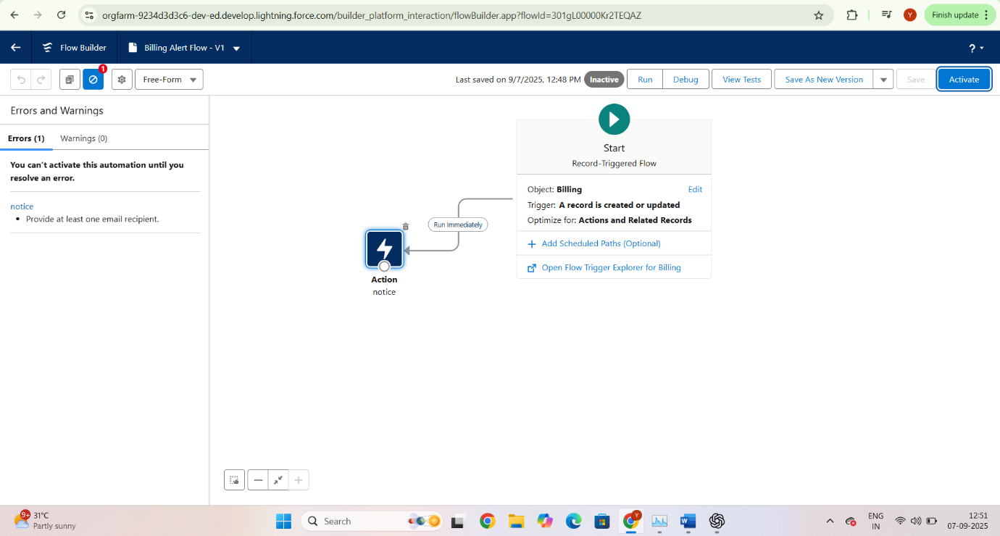 orgfarm-9234d3d3c6-dev-ed.develop.lightning.force.com/builder_platform_interaction/flowBuilder.app?flowId=301gL00000Kr2TEQAZ
Y
Finish update
Flow Builder
Billing Alert Flow - V1
?
1
Free-Form
Last saved on 9/7/2025, 12:48 PM
Inactive
Run
Debug
View Tests
Save As New Version
Save
Activate
Errors and Warnings
Errors (1)
Warnings (0)
You can't activate this automation until you
resolve an error.
notice
• Provide at least one email recipient.
Start
Record-Triggered Flow
Object: Billing
Edit
Trigger: A record is created or updated
Optimize for: Actions and Related Records
Add Scheduled Paths (Optional)
Open Flow Trigger Explorer for Billing
Run Immediately
Action
notice
9+
31°C
Partly sunny
Search
Y
W
ENG
IN
12:51
07-09-2025